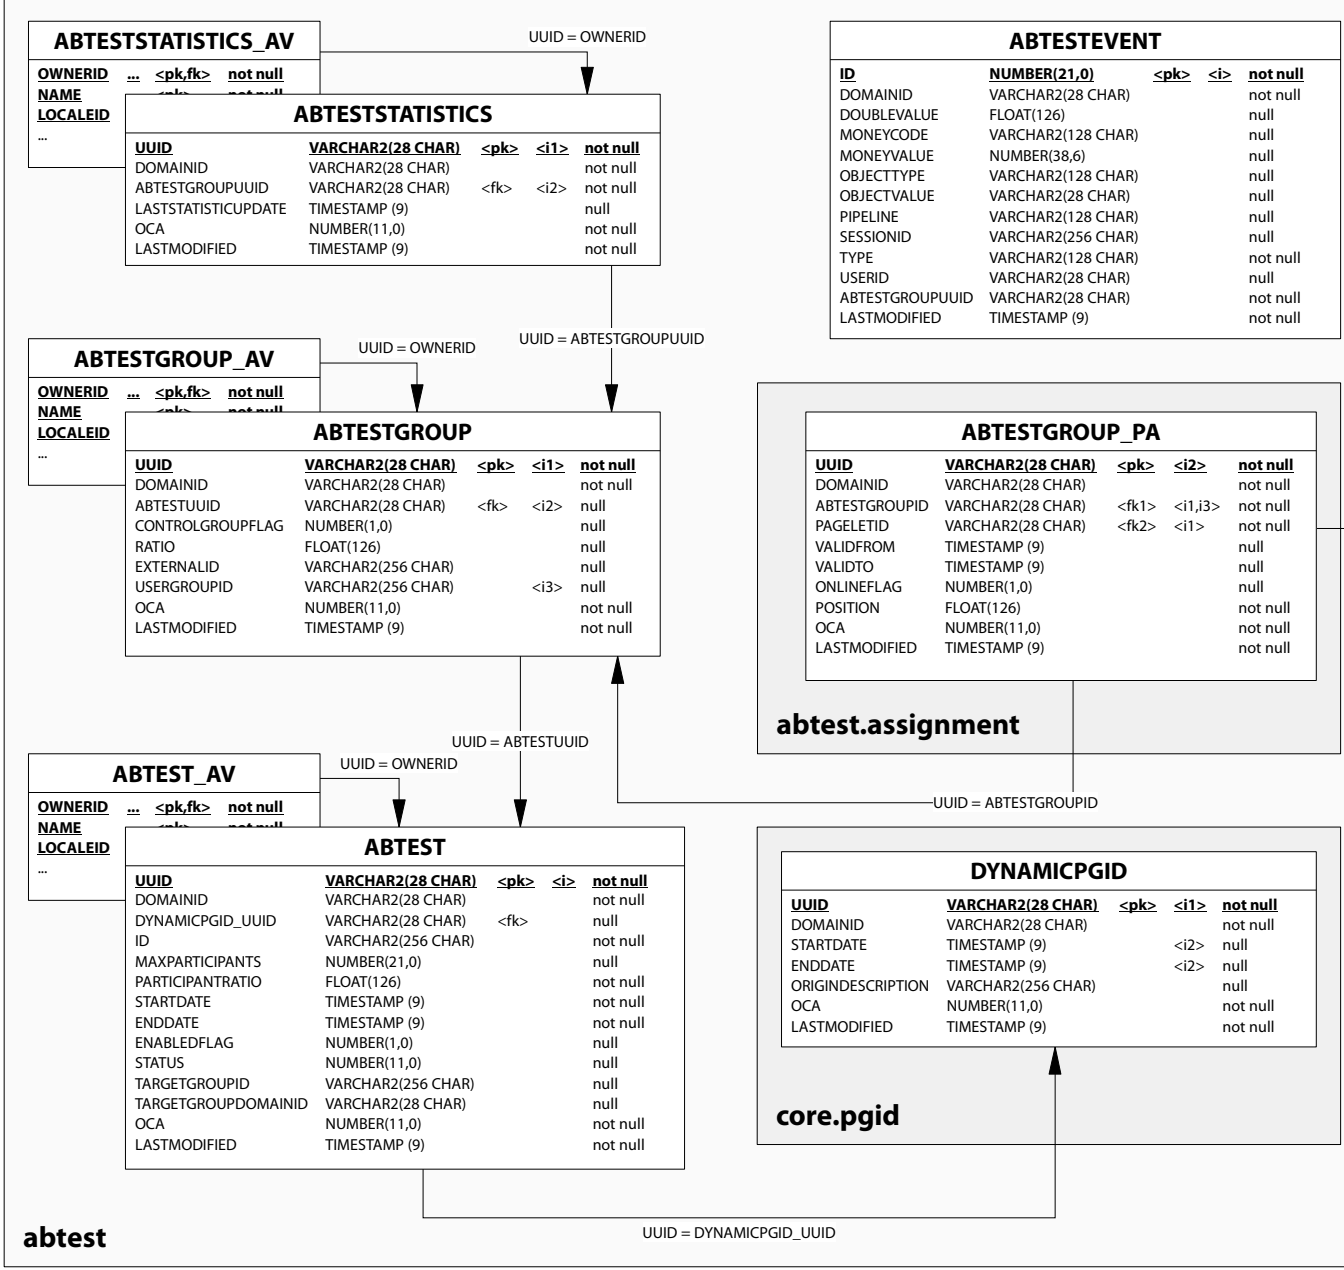 ABTESTSTATISTICS_AV
OWNERID ... <pk,fk> not null
NAME <pk> not null
LOCALEID
...
UUID = OWNERID
ABTESTSTATISTICS
UUID VARCHAR2(28 CHAR) <pk> <i1> not null
DOMAINID VARCHAR2(28 CHAR) not null
ABTESTGROUPUUID VARCHAR2(28 CHAR) <fk> <i2> not null
LASTSTATISTICUPDATE TIMESTAMP (9) null
OCA NUMBER(11,0) not null
LASTMODIFIED TIMESTAMP (9) not null
UUID = ABTESTGROUPUUID
ABTESTEVENT
ID NUMBER(21,0) <pk> <i> not null
DOMAINID VARCHAR2(28 CHAR) not null
DOUBLEVALUE FLOAT(126) null
MONEYCODE VARCHAR2(128 CHAR) null
MONEYVALUE NUMBER(38,6) null
OBJECTTYPE VARCHAR2(128 CHAR) null
OBJECTVALUE VARCHAR2(28 CHAR) null
PIPELINE VARCHAR2(128 CHAR) null
SESSIONID VARCHAR2(256 CHAR) null
TYPE VARCHAR2(128 CHAR) not null
USERID VARCHAR2(28 CHAR) null
ABTESTGROUPUUID VARCHAR2(28 CHAR) not null
LASTMODIFIED TIMESTAMP (9) not null
ABTESTGROUP_AV
OWNERID ... <pk,fk> not null
NAME <pk> not null
LOCALEID
...
UUID = OWNERID
ABTESTGROUP
UUID VARCHAR2(28 CHAR) <pk> <i1> not null
DOMAINID VARCHAR2(28 CHAR) not null
ABTESTUUID VARCHAR2(28 CHAR) <fk> <i2> null
CONTROLGROUPFLAG NUMBER(1,0) null
RATIO FLOAT(126) null
EXTERNALID VARCHAR2(256 CHAR) null
USERGROUPID VARCHAR2(256 CHAR) <i3> null
OCA NUMBER(11,0) not null
LASTMODIFIED TIMESTAMP (9) not null
ABTESTGROUP_PA
UUID VARCHAR2(28 CHAR) <pk> <i2> not null
DOMAINID VARCHAR2(28 CHAR) not null
ABTESTGROUPID VARCHAR2(28 CHAR) <fk1> <i1,i3> not null
PAGELETID VARCHAR2(28 CHAR) <fk2> <i1> not null
VALIDFROM TIMESTAMP (9) null
VALIDTO TIMESTAMP (9) null
ONLINEFLAG NUMBER(1,0) null
POSITION FLOAT(126) not null
OCA NUMBER(11,0) not null
LASTMODIFIED TIMESTAMP (9) not null
abtest.assignment
UUID = ABTESTUUID
UUID = ABTESTGROUPID
ABTEST_AV
OWNERID ... <pk,fk> not null
NAME <pk> not null
LOCALEID
...
UUID = OWNERID
ABTEST
UUID VARCHAR2(28 CHAR) <pk> <i> not null
DOMAINID VARCHAR2(28 CHAR) not null
DYNAMICPGID_UUID VARCHAR2(28 CHAR) <fk> null
ID VARCHAR2(256 CHAR) not null
MAXPARTICIPANTS NUMBER(21,0) null
PARTICIPANTRATIO FLOAT(126) not null
STARTDATE TIMESTAMP (9) not null
ENDDATE TIMESTAMP (9) not null
ENABLEDFLAG NUMBER(1,0) null
STATUS NUMBER(11,0) null
TARGETGROUPID VARCHAR2(256 CHAR) null
TARGETGROUPDOMAINID VARCHAR2(28 CHAR) null
OCA NUMBER(11,0) not null
LASTMODIFIED TIMESTAMP (9) not null
DYNAMICPGID
UUID VARCHAR2(28 CHAR) <pk> <i1> not null
DOMAINID VARCHAR2(28 CHAR) not null
STARTDATE TIMESTAMP (9) <i2> null
ENDDATE TIMESTAMP (9) <i2> null
ORIGINDESCRIPTION VARCHAR2(256 CHAR) null
OCA NUMBER(11,0) not null
LASTMODIFIED TIMESTAMP (9) not null
core.pgid
UUID = DYNAMICPGID_UUID
abtest